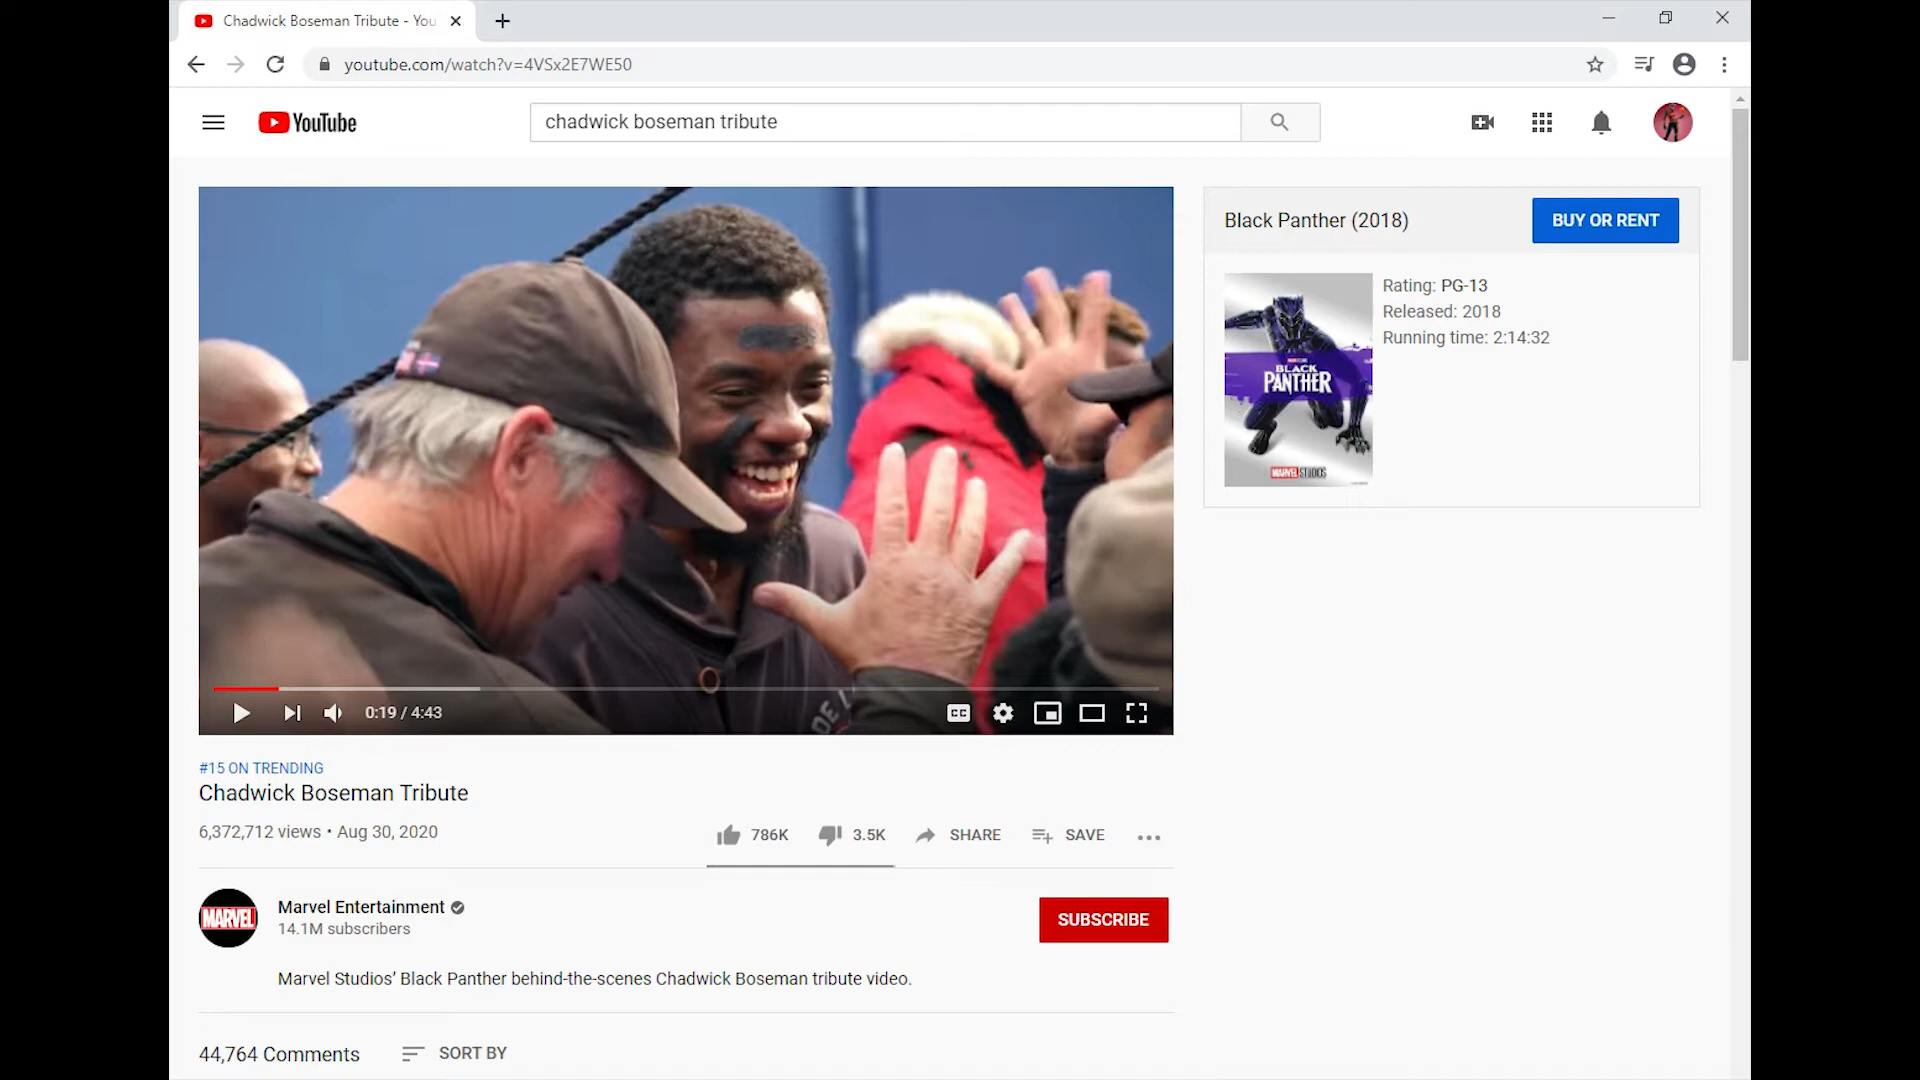 Chadwick Boseman Tribute - You
youtube.com/watch?v=4VSx2E7WE50
YouTube
chadwick boseman tribute
Black Panther (2018)
BUY OR RENT
Rating: PG-13
Released: 2018
Running time: 2:14:32
BLACK
PANTHER
MARVEL STUDIOS
CC
0:19 / 4:43
#15 ON TRENDING
Chadwick Boseman Tribute
6,372,712 views • Aug 30, 2020
786K
3.5K
SHARE
SAVE
MARVEL
Marvel Entertainment
14.1M subscribers
SUBSCRIBE
Marvel Studios’ Black Panther behind-the-scenes Chadwick Boseman tribute video.
44,764 Comments
SORT BY